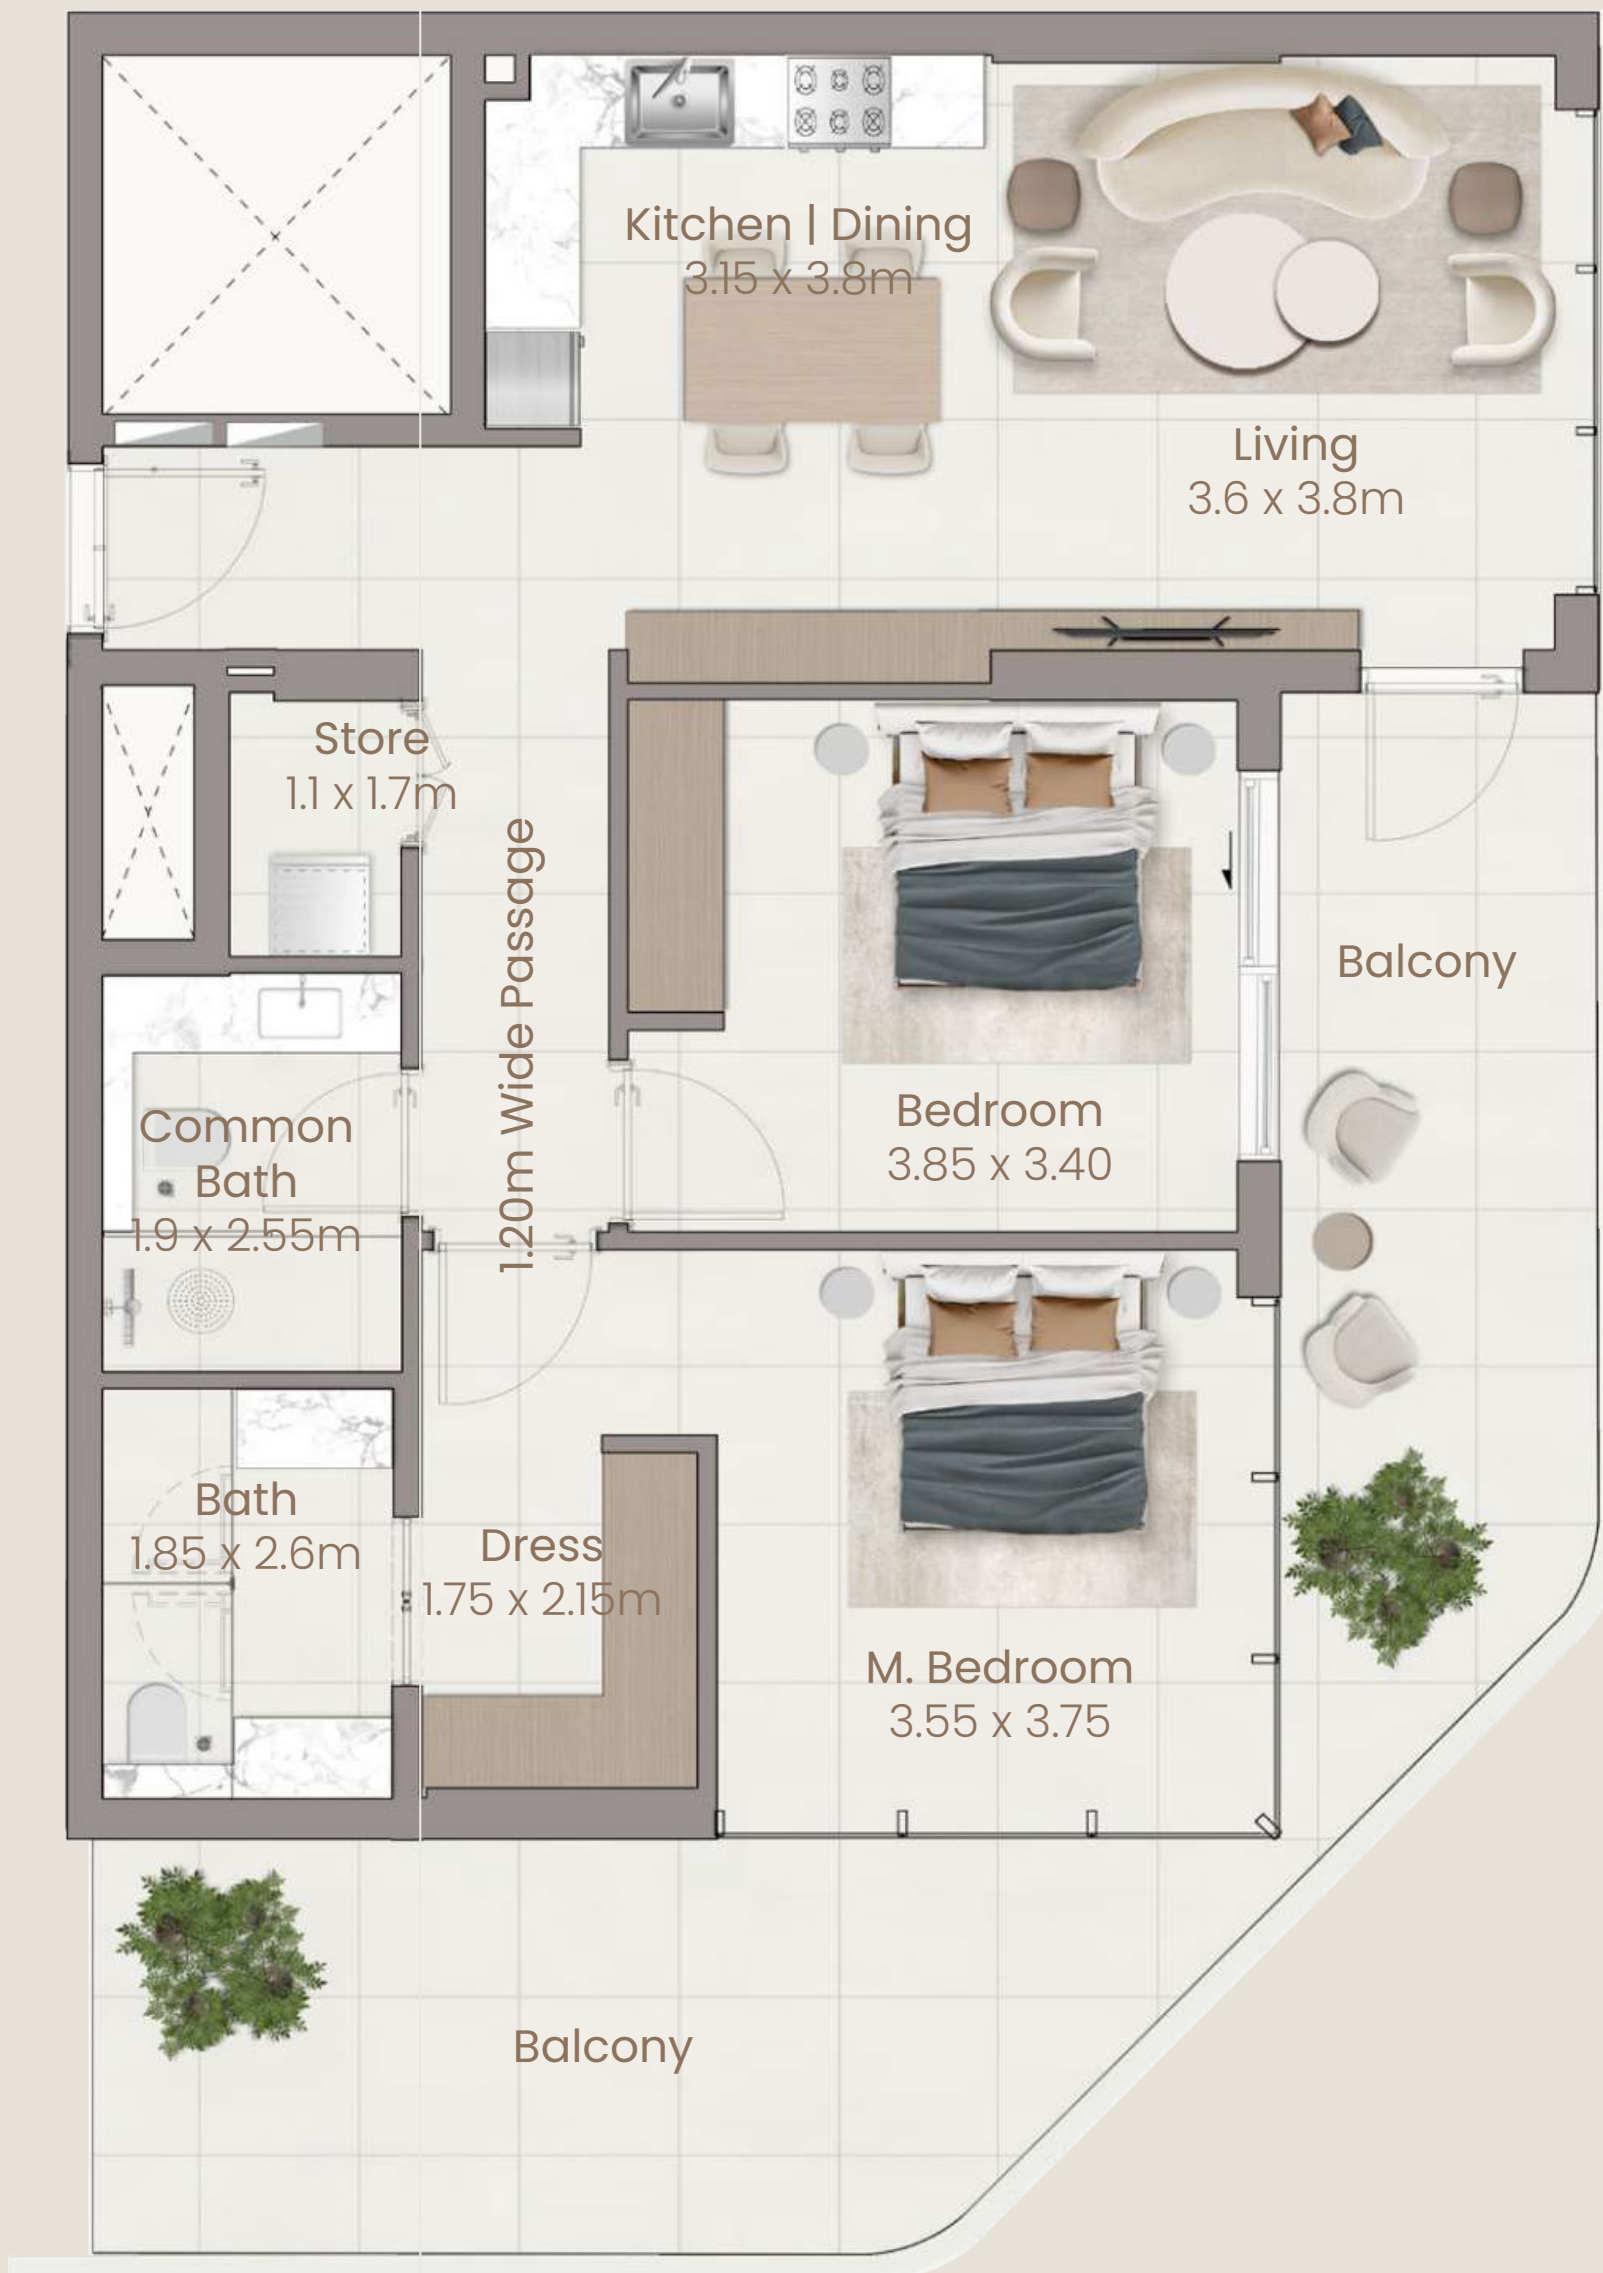 Kitchen | Dining
3.15 x 3.8m
Living
3.6 x 3.8m
Store
1.1 x 1.7m
1.20m Wide Passage
Balcony
Bedroom
3.85 x 3.40
Common
Bath
1.9 x 2.55m
Bath
1.85 x 2.6m
Dress
1.75 x 2.15m
M. Bedroom
3.55 x 3.75
Balcony